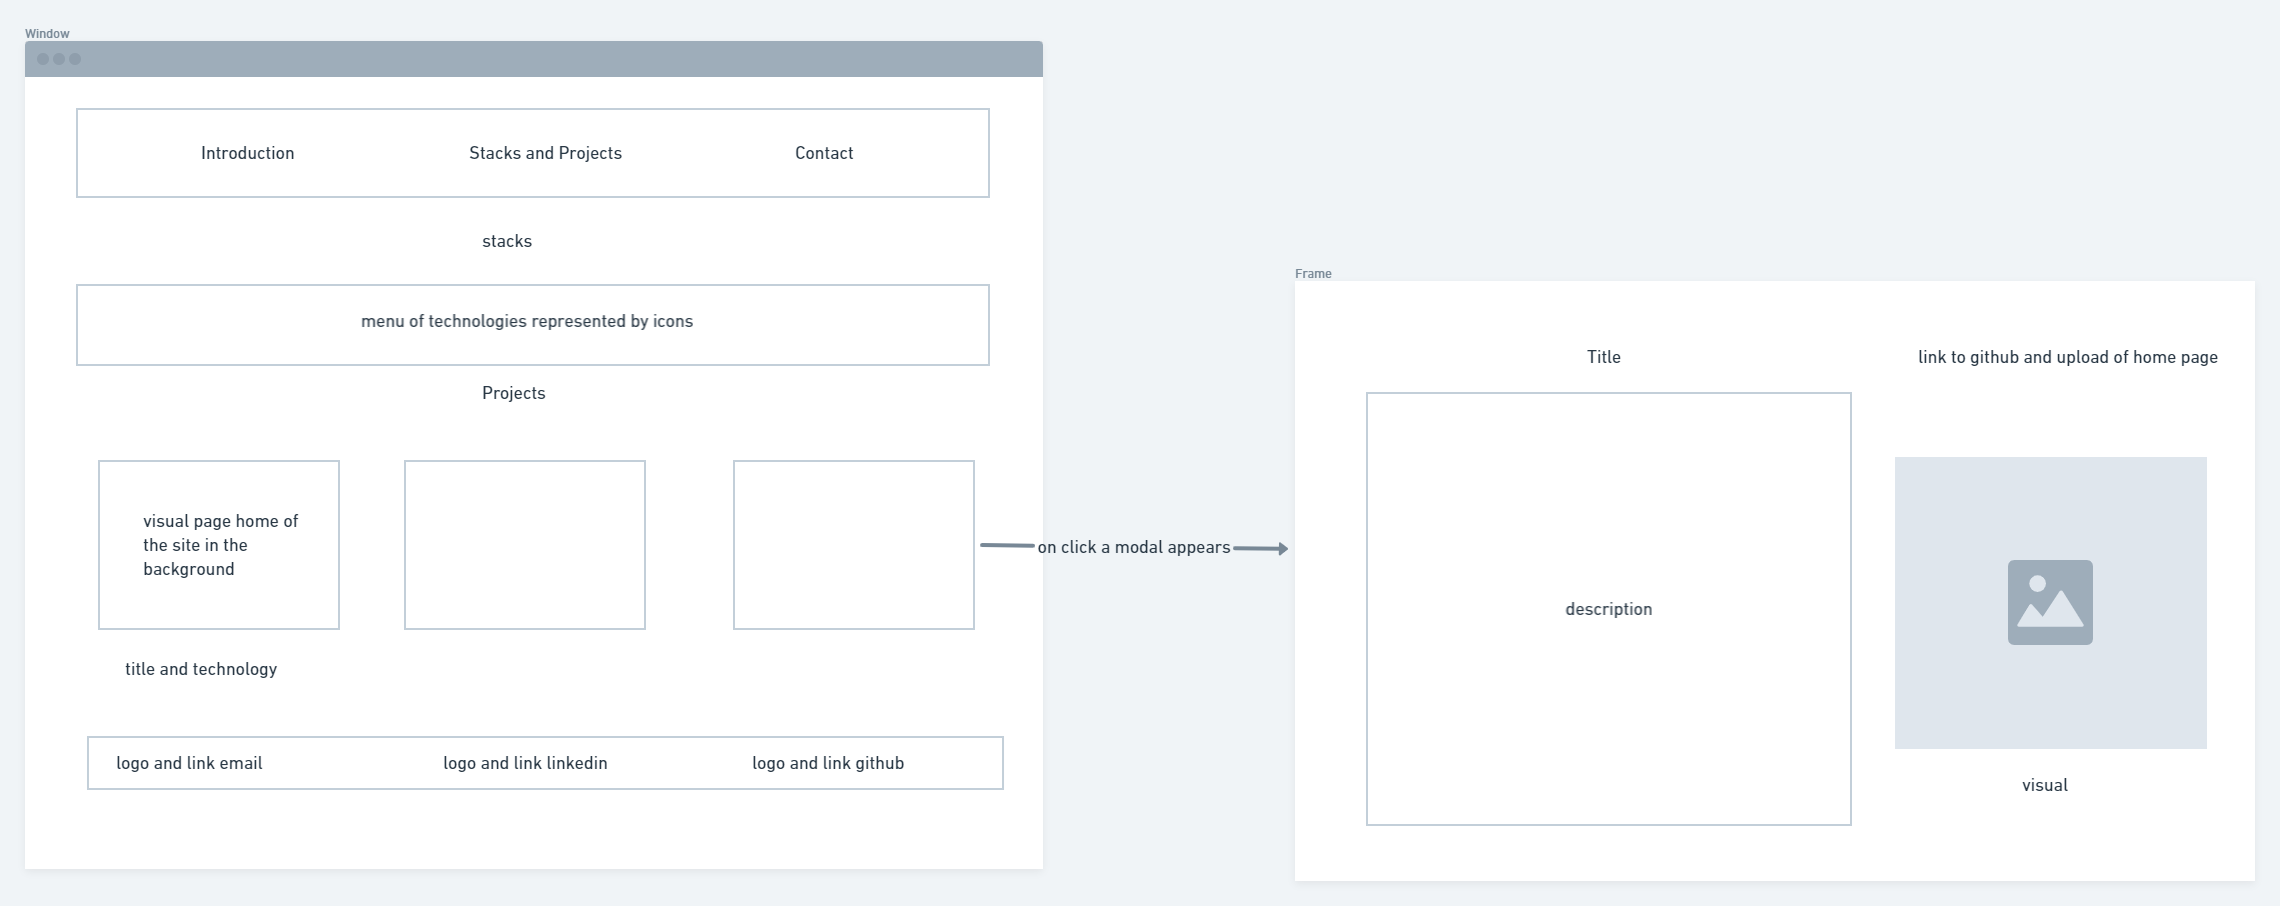 Window
Introduction
Stacks and Projects
Contact
stacks
menu of technologies represented by icons
Projects
visual page home of
the site in the
background
title and technology
logo and link email
logo and link linkedin
logo and link github
on click a modal appears
Frame
Title
link to github and upload of home page
description
visual